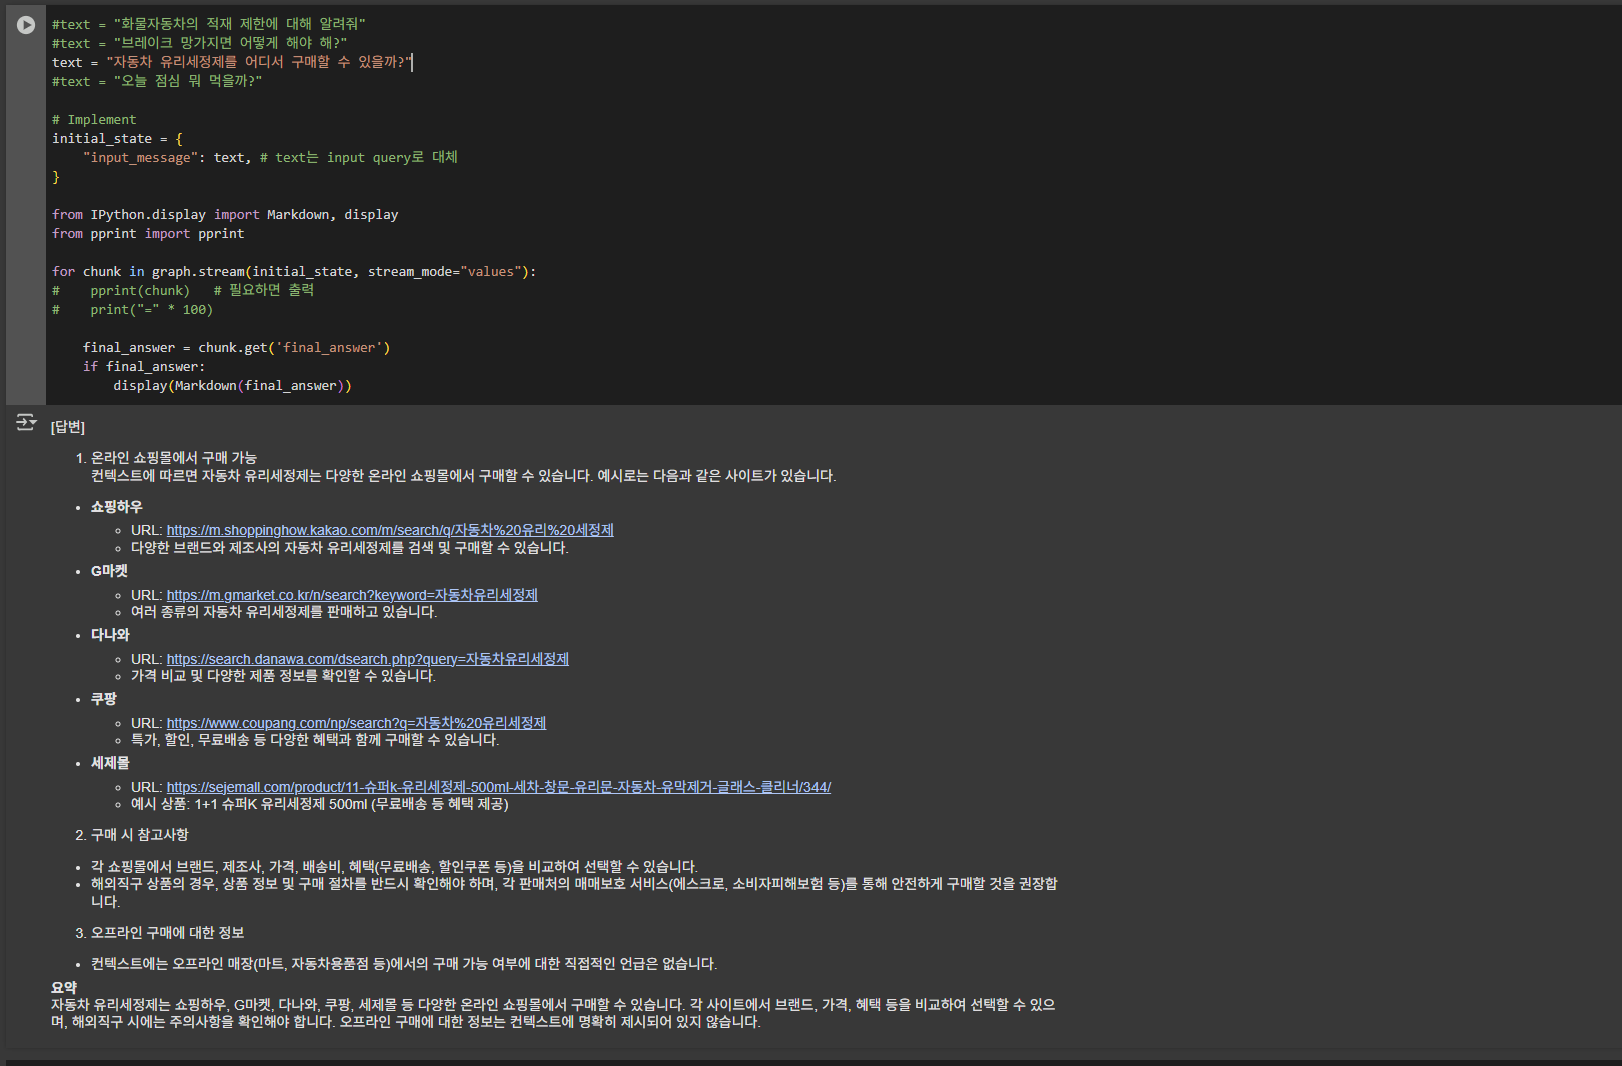 #text = "화물자동차의 적재 제한에 대해 알려줘"
#text = "브레이크 망가지면 어떻게 해야 해?"
text = "자동차 유리세정제를 어디서 구매할 수 있을까?"
#text = "오늘 점심 뭐 먹을까?"
# Implement
initial_state = {
    "input_message": text, # text는 input query로 대체
}
from IPython.display import Markdown, display
from pprint import pprint
for chunk in graph.stream(initial_state, stream_mode="values"):
#    pprint(chunk)   # 필요하면 출력
#    print("=" * 100)
    final_answer = chunk.get('final_answer')
    if final_answer:
        display(Markdown(final_answer))
[답변]
1. 온라인 쇼핑몰에서 구매 가능
컨텍스트에 따르면 자동차 유리세정제는 다양한 온라인 쇼핑몰에서 구매할 수 있습니다. 예시로는 다음과 같은 사이트가 있습니다.
• 쇼핑하우
◦ URL: https://m.shoppinghow.kakao.com/m/search/q/자동차%20유리%20세정제
◦ 다양한 브랜드와 제조사의 자동차 유리세정제를 검색 및 구매할 수 있습니다.
• G마켓
◦ URL: https://m.gmarket.co.kr/n/search?keyword=자동차유리세정제
◦ 여러 종류의 자동차 유리세정제를 판매하고 있습니다.
• 다나와
◦ URL: https://search.danawa.com/dsearch.php?query=자동차유리세정제
◦ 가격 비교 및 다양한 제품 정보를 확인할 수 있습니다.
• 쿠팡
◦ URL: https://www.coupang.com/np/search?q=자동차%20유리세정제
◦ 특가, 할인, 무료배송 등 다양한 혜택과 함께 구매할 수 있습니다.
• 세제몰
◦ URL: https://sejemall.com/product/11-슈퍼k-유리세정제-500ml-세차-창문-유리문-자동차-유막제거-글래스-클리너/344/
◦ 예시 상품: 1+1 슈퍼K 유리세정제 500ml (무료배송 등 혜택 제공)
2. 구매 시 참고사항
• 각 쇼핑몰에서 브랜드, 제조사, 가격, 배송비, 혜택(무료배송, 할인쿠폰 등)을 비교하여 선택할 수 있습니다.
• 해외직구 상품의 경우, 상품 정보 및 구매 절차를 반드시 확인해야 하며, 각 판매처의 매매보호 서비스(에스크로, 소비자피해보험 등)를 통해 안전하게 구매할 것을 권장합
니다.
3. 오프라인 구매에 대한 정보
• 컨텍스트에는 오프라인 매장(마트, 자동차용품점 등)에서의 구매 가능 여부에 대한 직접적인 언급은 없습니다.
요약
자동차 유리세정제는 쇼핑하우, G마켓, 다나와, 쿠팡, 세제몰 등 다양한 온라인 쇼핑몰에서 구매할 수 있습니다. 각 사이트에서 브랜드, 가격, 혜택 등을 비교하여 선택할 수 있으
며, 해외직구 시에는 주의사항을 확인해야 합니다. 오프라인 구매에 대한 정보는 컨텍스트에 명확히 제시되어 있지 않습니다.